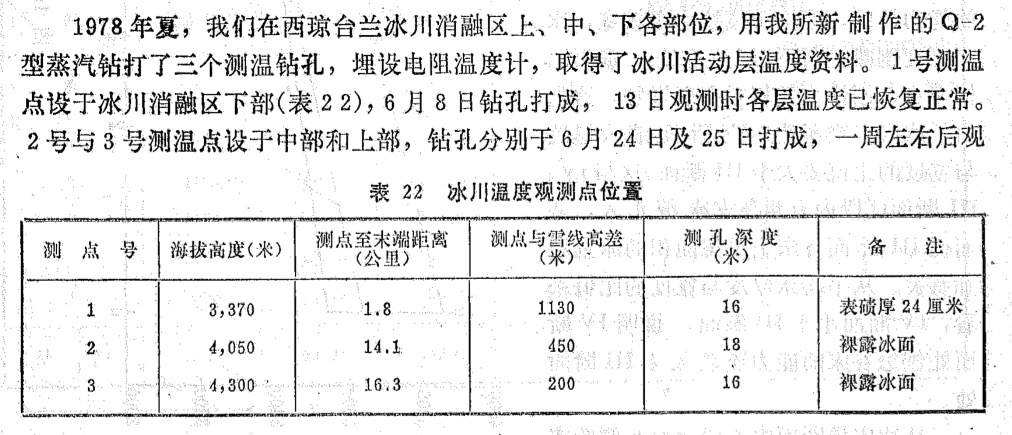 1978年夏，我们在西琼台兰冰川消融区上、中、下各部位，用我所新制作的Q-2
型蒸汽钻打了三个测温钻孔，埋设电阻温度计，取得了冰川活动层温度资料。1号测温
点设于冰川消融区下部(表22)，6月8日钻孔打成，13日观测时各层温度已恢复正常。
2号与3号测温点设于中部和上部，钻孔分别于6月24日及25日打成，一周左右后观
表 22 冰川温度观测点位置
测点号 海拔高度(米) 测点至末端距离(公里) 测点与雪线高差(米) 测孔深度(米) 备注
1 3,370 1.8 1130 16 表碛厚24厘米
2 4,050 14.1 450 18 裸露冰面
3 4,300 16.3 200 16 裸露冰面